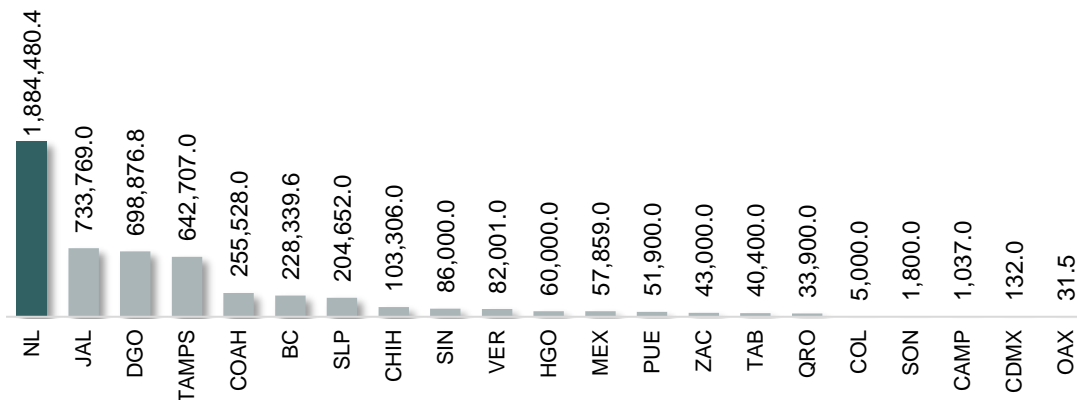 1,884,480.4
733,769.0
698,876.8
642,707.0
255,528.0
228,339.6
204,652.0
103,306.0
86,000.0
82,001.0
60,000.0
57,859.0
51,900.0
43,000.0
40,400.0
33,900.0
5,000.0
1,800.0
1,037.0
132.0
31.5
NL
JAL
DGO
TAMPS
COAH
BC
SLP
CHIH
SIN
VER
HGO
MEX
PUE
ZAC
TAB
QRO
COL
SON
CAMP
CDMX
OAX